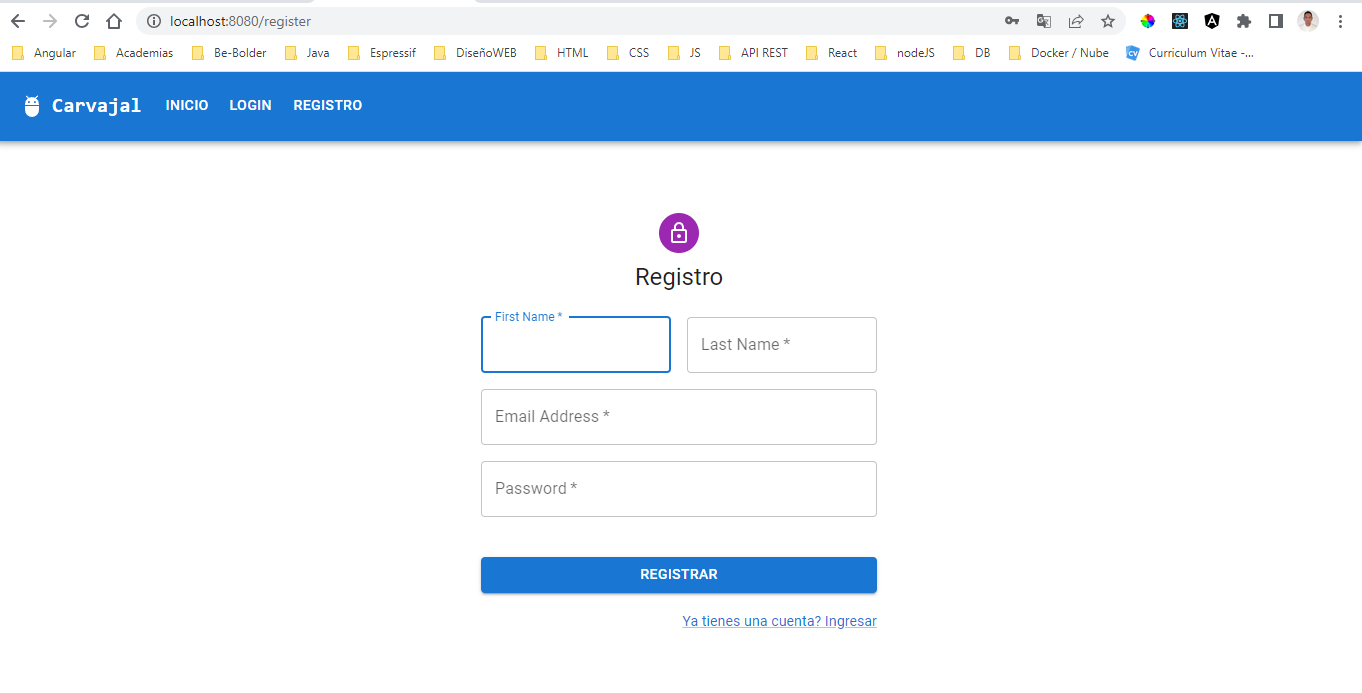 localhost:8080/register
Angular Academias Be-Bolder Java Espressif DiseñoWEB HTML CSS JS API REST React nodeJS DB Docker / Nube CV Curriculum Vitae -...
Carvajal INICIO LOGIN REGISTRO
Registro
First Name *
Last Name *
Email Address *
Password *
REGISTRAR
Ya tienes una cuenta? Ingresar